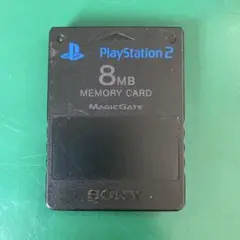 PlayStation 2
8MB
MEMORY CARD
MAGICGATE
SONY